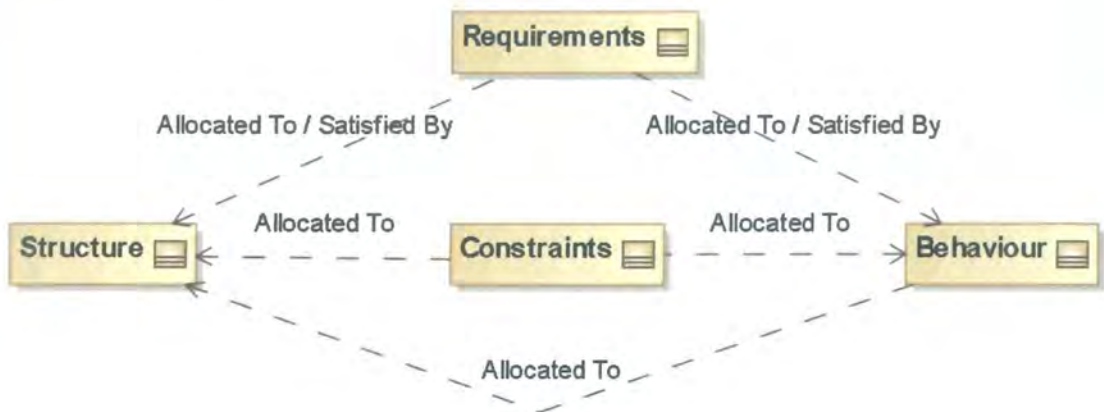 Requirements
Allocated To / Satisfied By
Allocated To / Satisfied By
Allocated To
Allocated To
Structure
Constraints
Behaviour
Allocated To